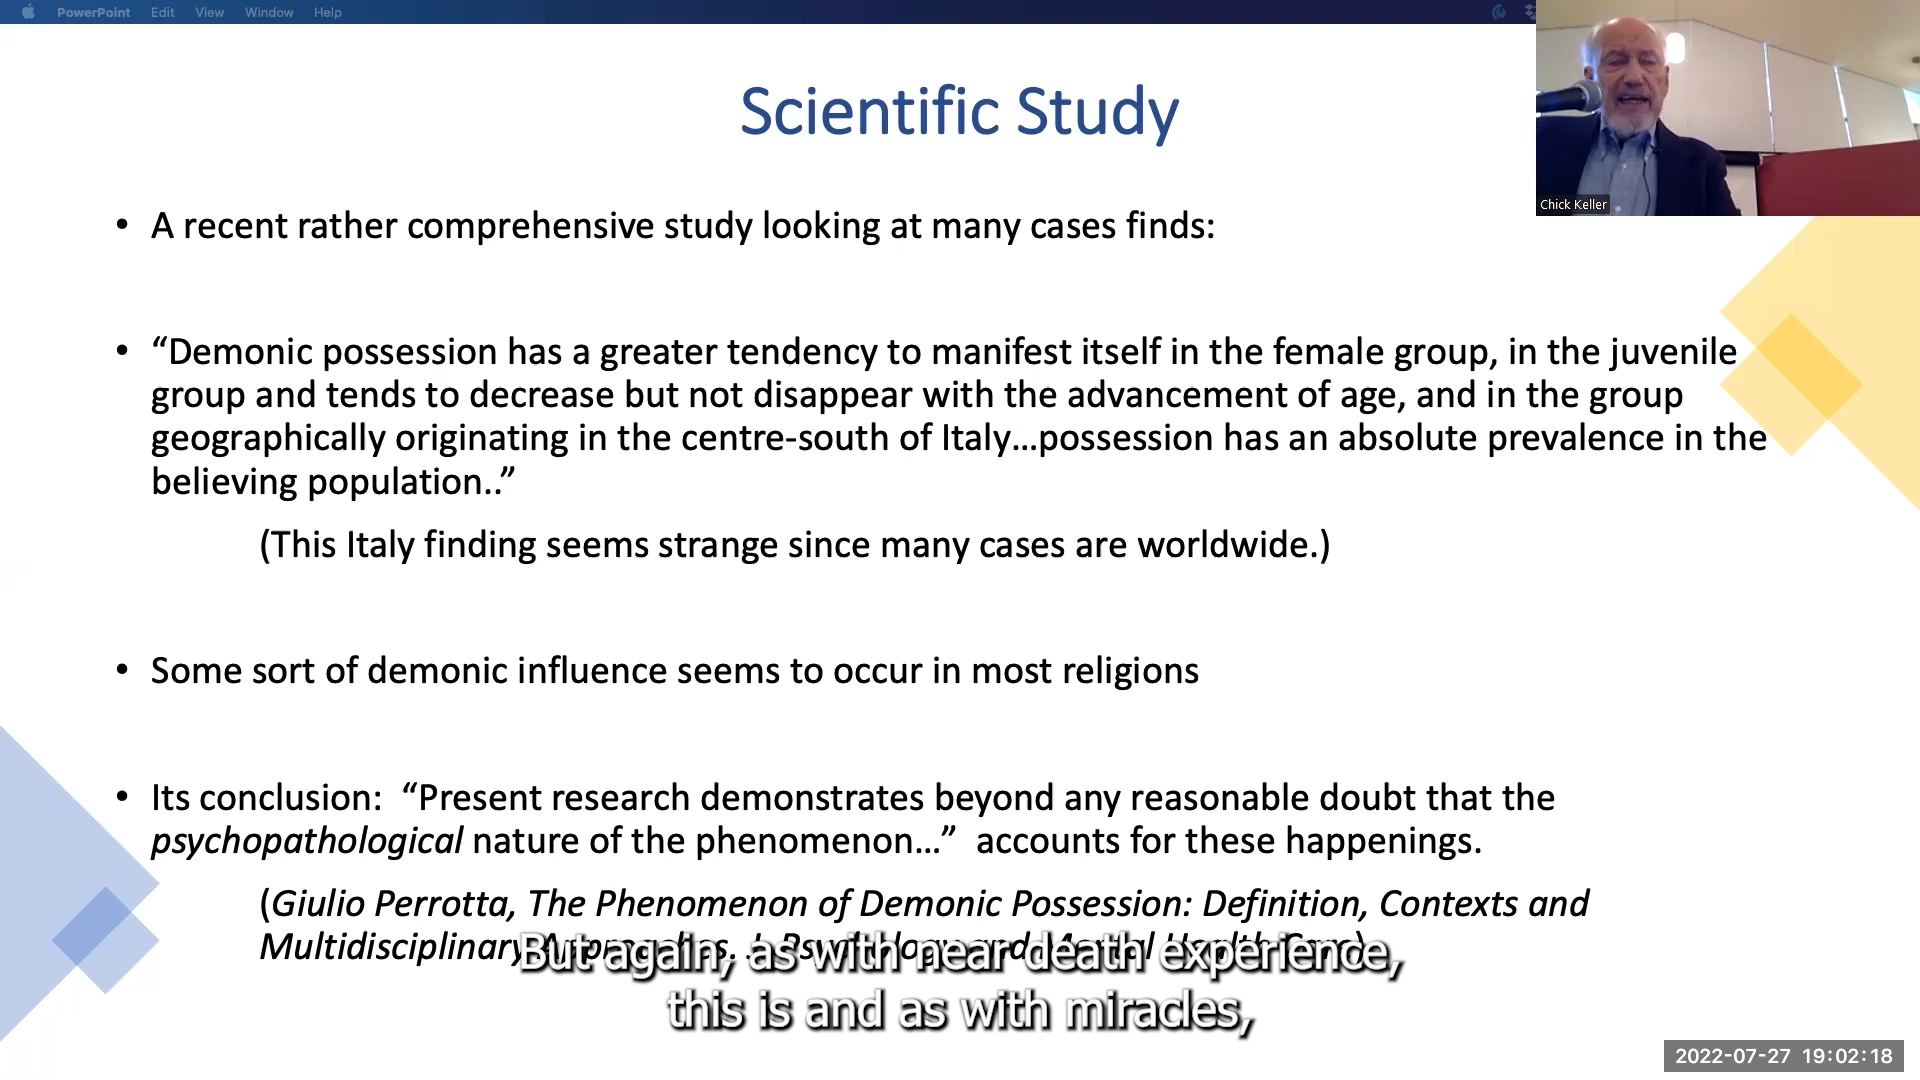 PowerPoint Edit View Window Help
Scientific Study
Chick Keller
• A recent rather comprehensive study looking at many cases finds:
• “Demonic possession has a greater tendency to manifest itself in the female group, in the juvenile
group and tends to decrease but not disappear with the advancement of age, and in the group
geographically originating in the centre-south of Italy…possession has an absolute prevalence in the
believing population..”
(This Italy finding seems strange since many cases are worldwide.)
• Some sort of demonic influence seems to occur in most religions
• Its conclusion: “Present research demonstrates beyond any reasonable doubt that the
psychopathological nature of the phenomenon…” accounts for these happenings.
(Giulio Perrotta, The Phenomenon of Demonic Possession: Definition, Contexts and
Multidisciplinary
But again, as with near death experience,
this is and as with miracles,
2022-07-27 19:02:18